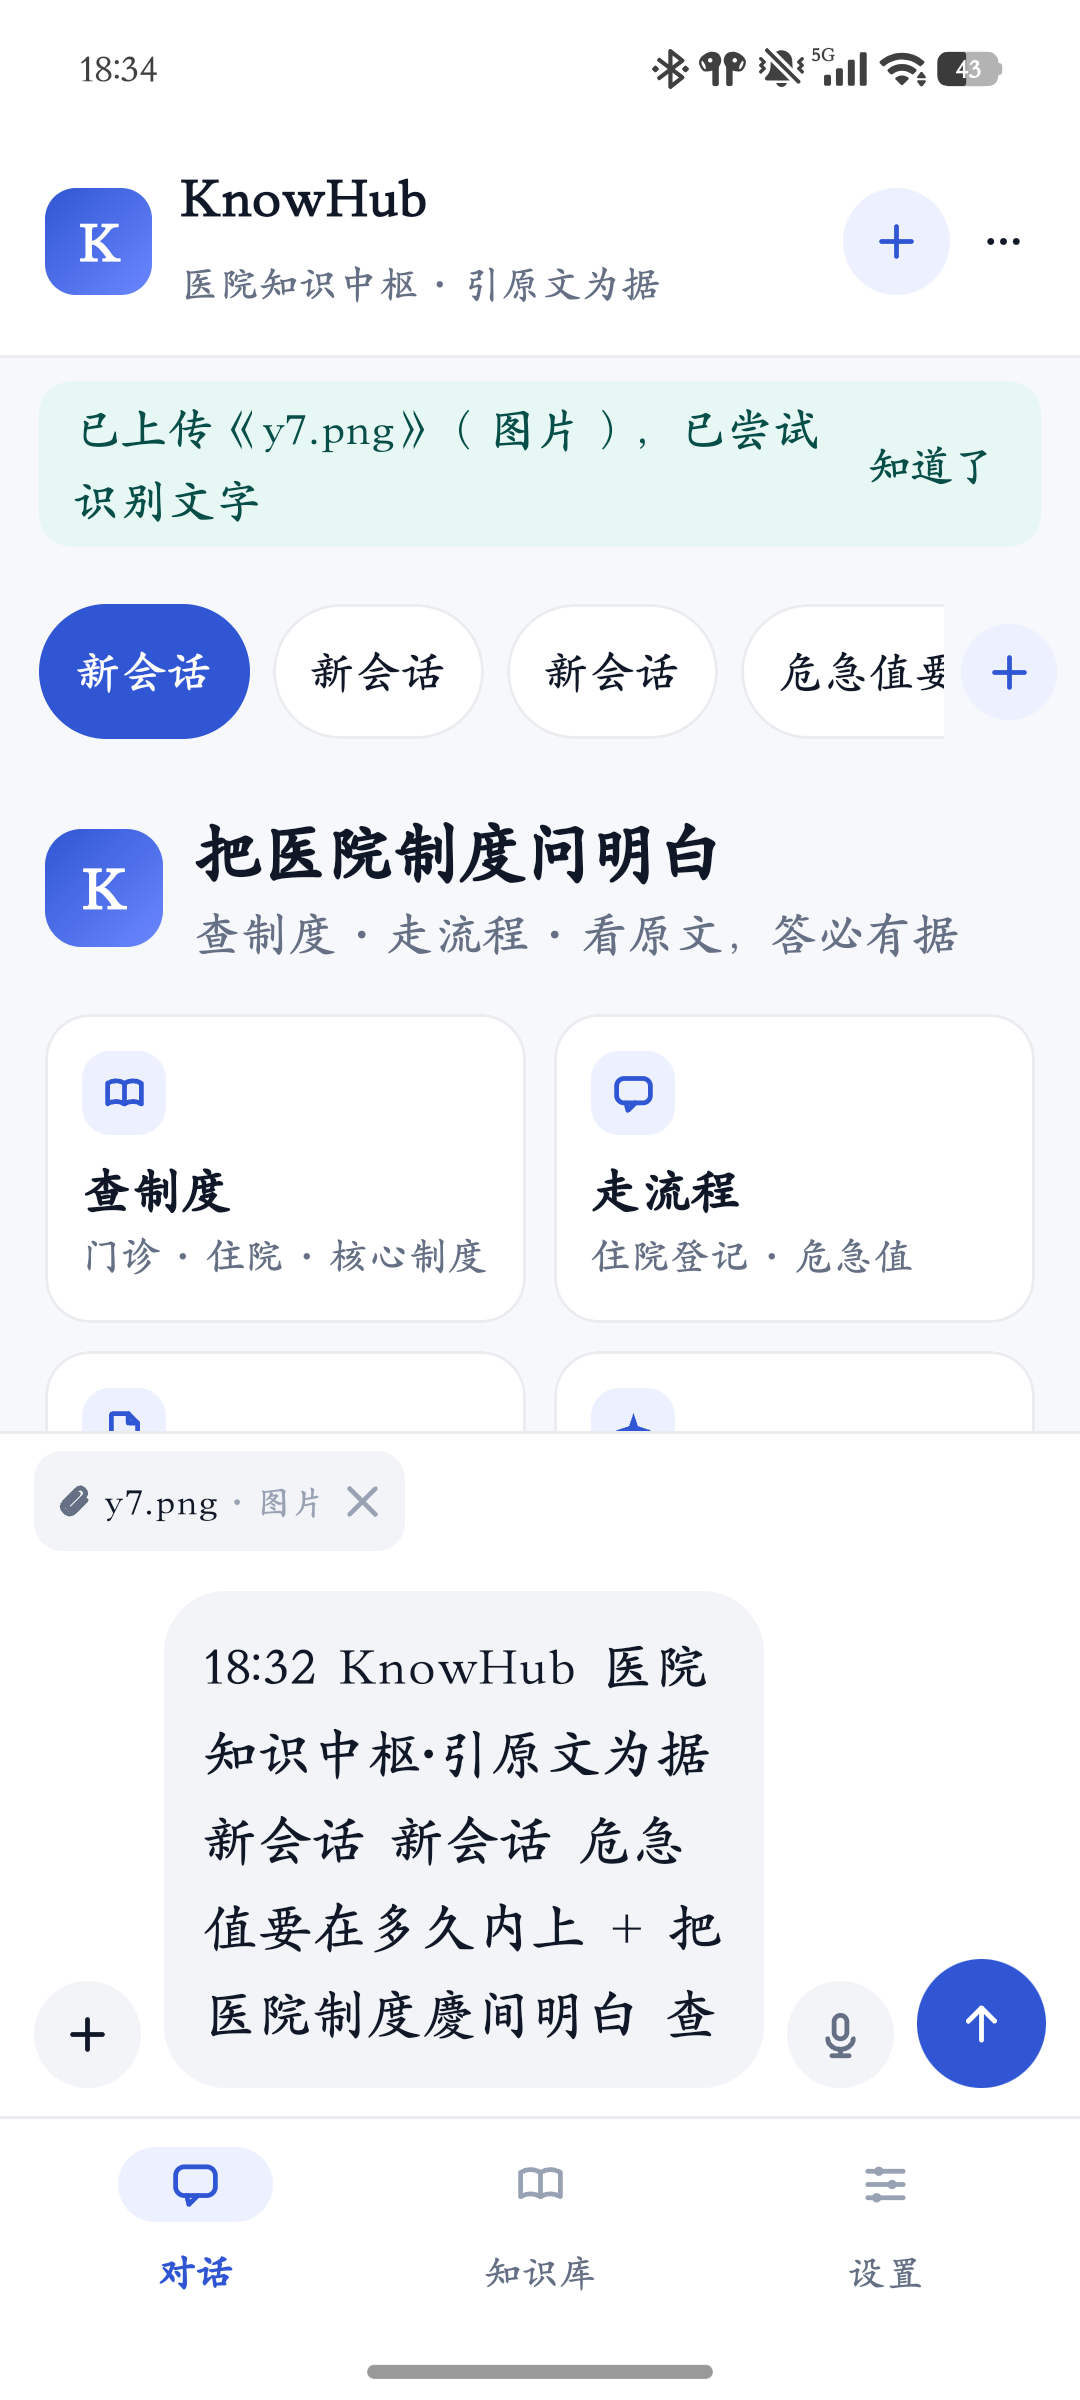 18:34
5G
43
K
KnowHub
医院知识中枢 · 引原文为据
已上传《y7.png》（图片），已尝试
识别文字
知道了
新会话
新会话
新会话
危急值要
K
把医院制度问明白
查制度 · 走流程 · 看原文，答必有据
查制度
门诊 · 住院 · 核心制度
走流程
住院登记 · 危急值
y7.png · 图片
18:32 KnowHub 医院
知识中枢·引原文为据
新会话 新会话 危急
值要在多久内上 + 把
医院制度慶间明白 查
对话
知识库
设置